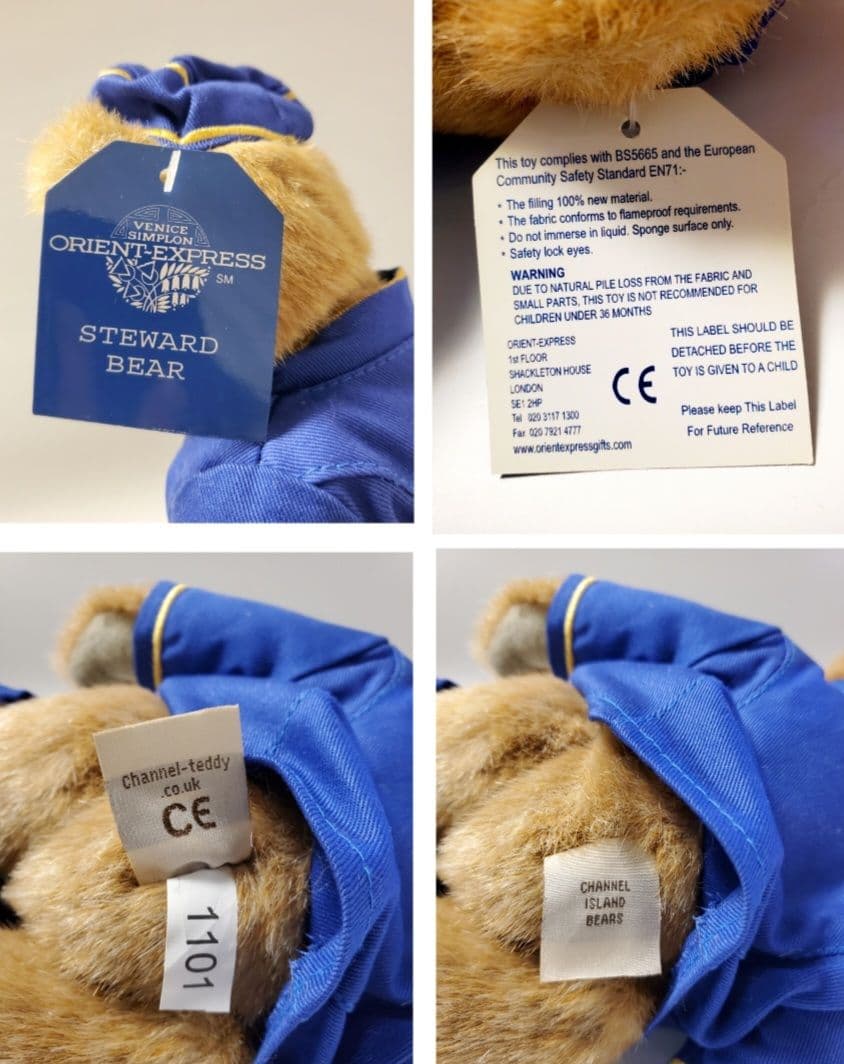 VENICE
SIMPLON
ORIENT-EXPRESS
SM
STEWARD
BEAR
This toy complies with BS5665 and the European
Community Safety Standard EN71:-
• The filling 100% new material.
• The fabric conforms to flameproof requirements.
• Do not immerse in liquid. Sponge surface only.
• Safety lock eyes.
WARNING
DUE TO NATURAL PILE LOSS FROM THE FABRIC AND
SMALL PARTS, THIS TOY IS NOT RECOMMENDED FOR
CHILDREN UNDER 36 MONTHS
ORIENT-EXPRESS
1st FLOOR
SHACKLETON HOUSE
LONDON
SE1 2HP
Tel 020 3117 1300
Fax 020 7921 4777
www.orientexpressgifts.com
CE
THIS LABEL SHOULD BE
DETACHED BEFORE THE
TOY IS GIVEN TO A CHILD
Please keep This Label
For Future Reference
Channel-teddy
.co.uk
CE
1101
CHANNEL
ISLAND
BEARS